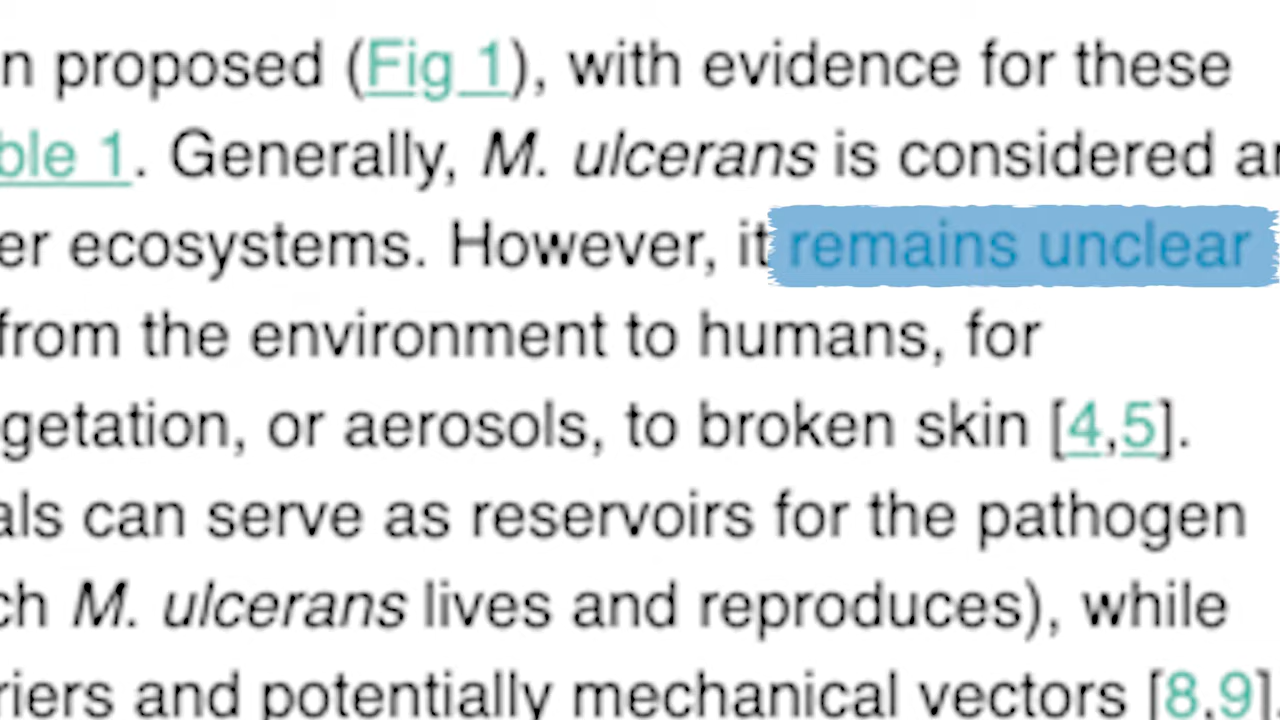 n proposed (Fig 1), with evidence for these
ble 1. Generally, M. ulcerans is considered an
er ecosystems. However, it remains unclear
from the environment to humans, for
getation, or aerosols, to broken skin [4,5].
als can serve as reservoirs for the pathogen
ch M. ulcerans lives and reproduces), while
riers and potentially mechanical vectors [8,9].